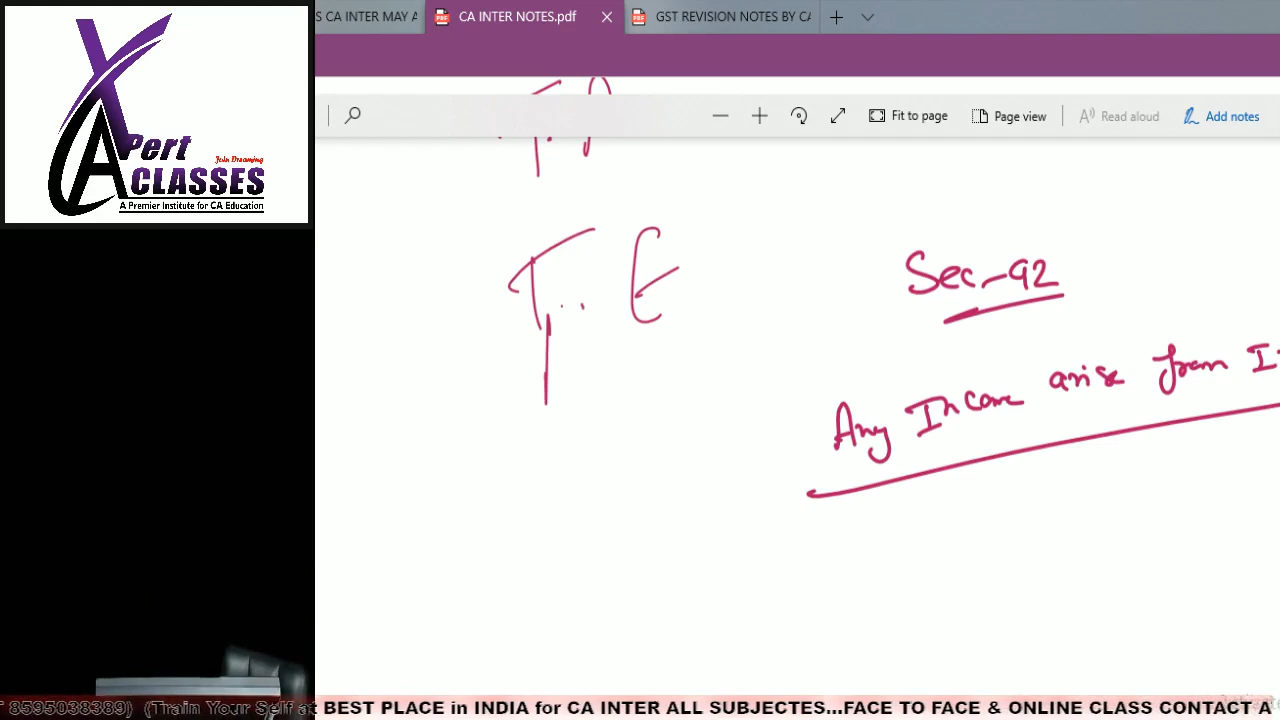 S CA INTER MAY A
CA INTER NOTES.pdf
GST REVISION NOTES BY CA
Fit to page
Page view
Read aloud
Add notes
XPert
Join Dreaming
CLASSES
A Premier Institute for CA Education
T. E
Sec-92
Any Income arise from I
T 8595038389) (Train Your Self at BEST PLACE in INDIA for CA INTER ALL SUBJECTES...FACE TO FACE & ONLINE CLASS CONTACT A